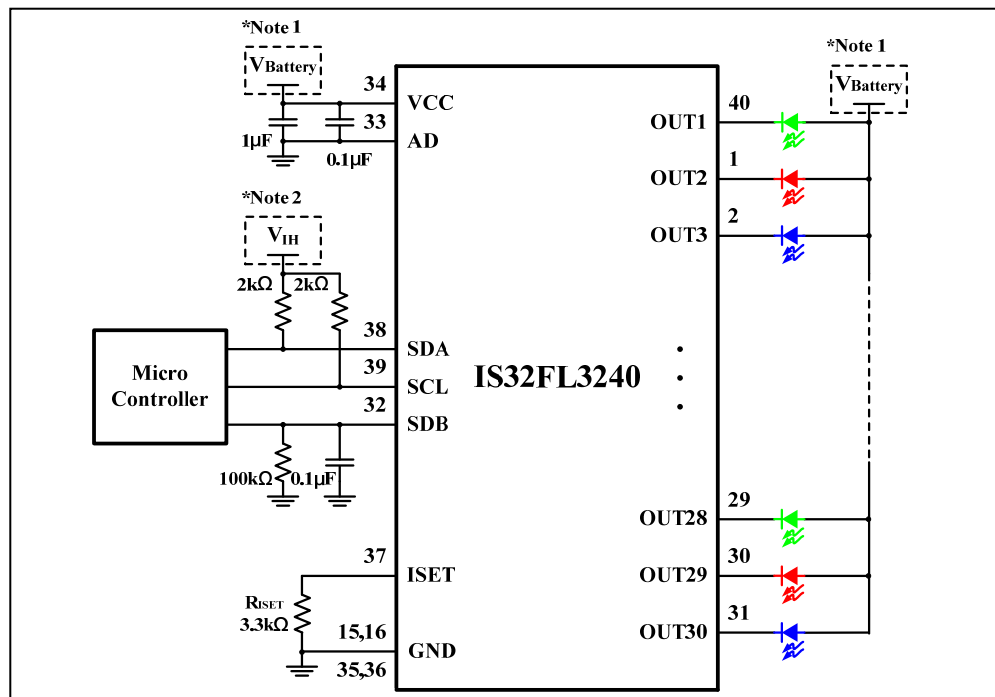 *Note 1
VBattery
34
VCC
33
AD
1μF
0.1μF
*Note 2
VIH
2kΩ
2kΩ
Micro
Controller
38
SDA
39
SCL
32
SDB
100kΩ
0.1μF
37
ISET
RISET
3.3kΩ
15,16
GND
35,36
IS32FL3240
*Note 1
VBattery
40
OUT1
1
OUT2
2
OUT3
29
OUT28
30
OUT29
31
OUT30